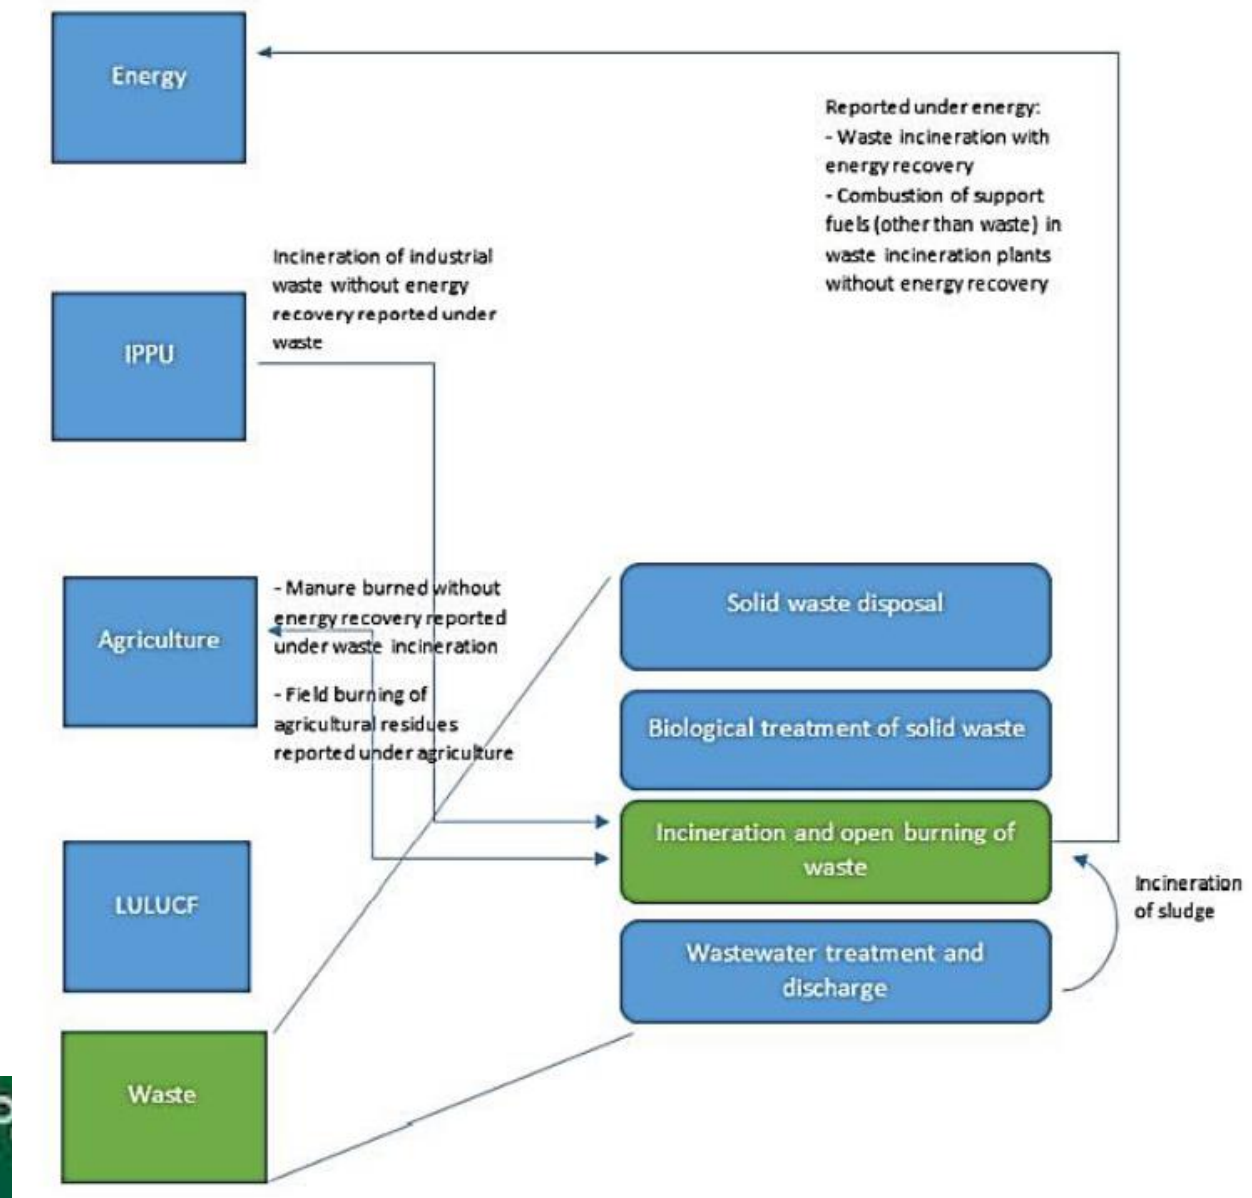 Energy
Reported under energy:
- Waste incineration with
energy recovery
- Combustion of support
fuels (other than waste) in
waste incineration plants
without energy recovery
Incineration of industrial
waste without energy
recovery reported under
waste
IPPU
- Manure burned without
energy recovery reported
under waste incineration
- Field burning of
agricultural residues
reported under agriculture
Agriculture
Solid waste disposal
Biological treatment of solid waste
Incineration and open burning of
waste
Incineration
of sludge
LULUCF
Wastewater treatment and
discharge
Waste